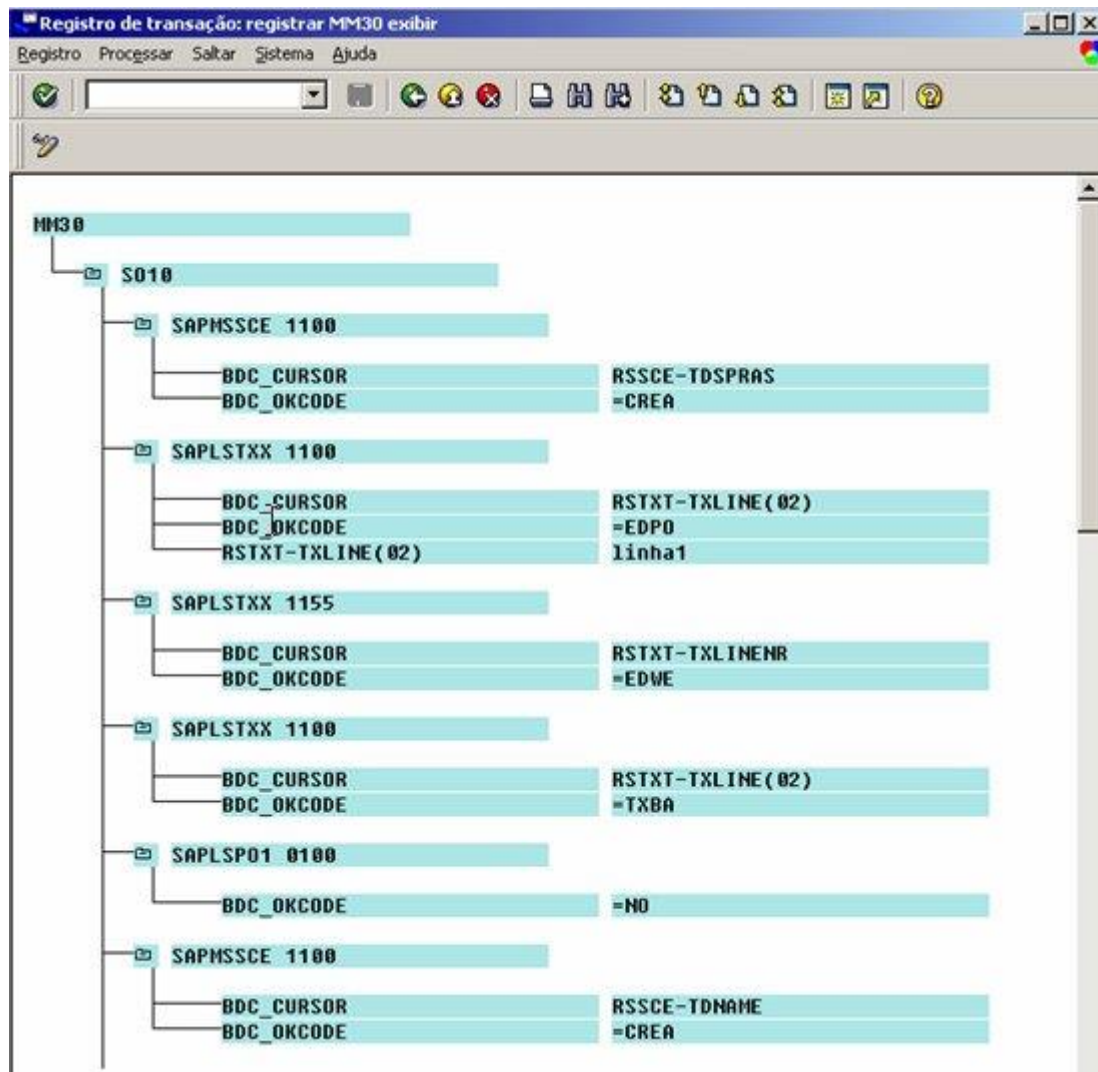 Registro de transação: registrar MM30 exibir
Registro Processar Saltar Sistema Ajuda
MM30
SO10
SAPMSSCE 1100
BDC_CURSOR RSSCE-TDSPRAS
BDC_OKCODE =CREA
SAPLSTXX 1100
BDC_CURSOR RSTXT-TXLINE(02)
BDC_OKCODE =EDPO
RSTXT-TXLINE(02) linha1
SAPLSTXX 1155
BDC_CURSOR RSTXT-TXLINENR
BDC_OKCODE =EDWE
SAPLSTXX 1100
BDC_CURSOR RSTXT-TXLINE(02)
BDC_OKCODE =TXBA
SAPLSPO1 0100
BDC_OKCODE =NO
SAPMSSCE 1100
BDC_CURSOR RSSCE-TDNAME
BDC_OKCODE =CREA